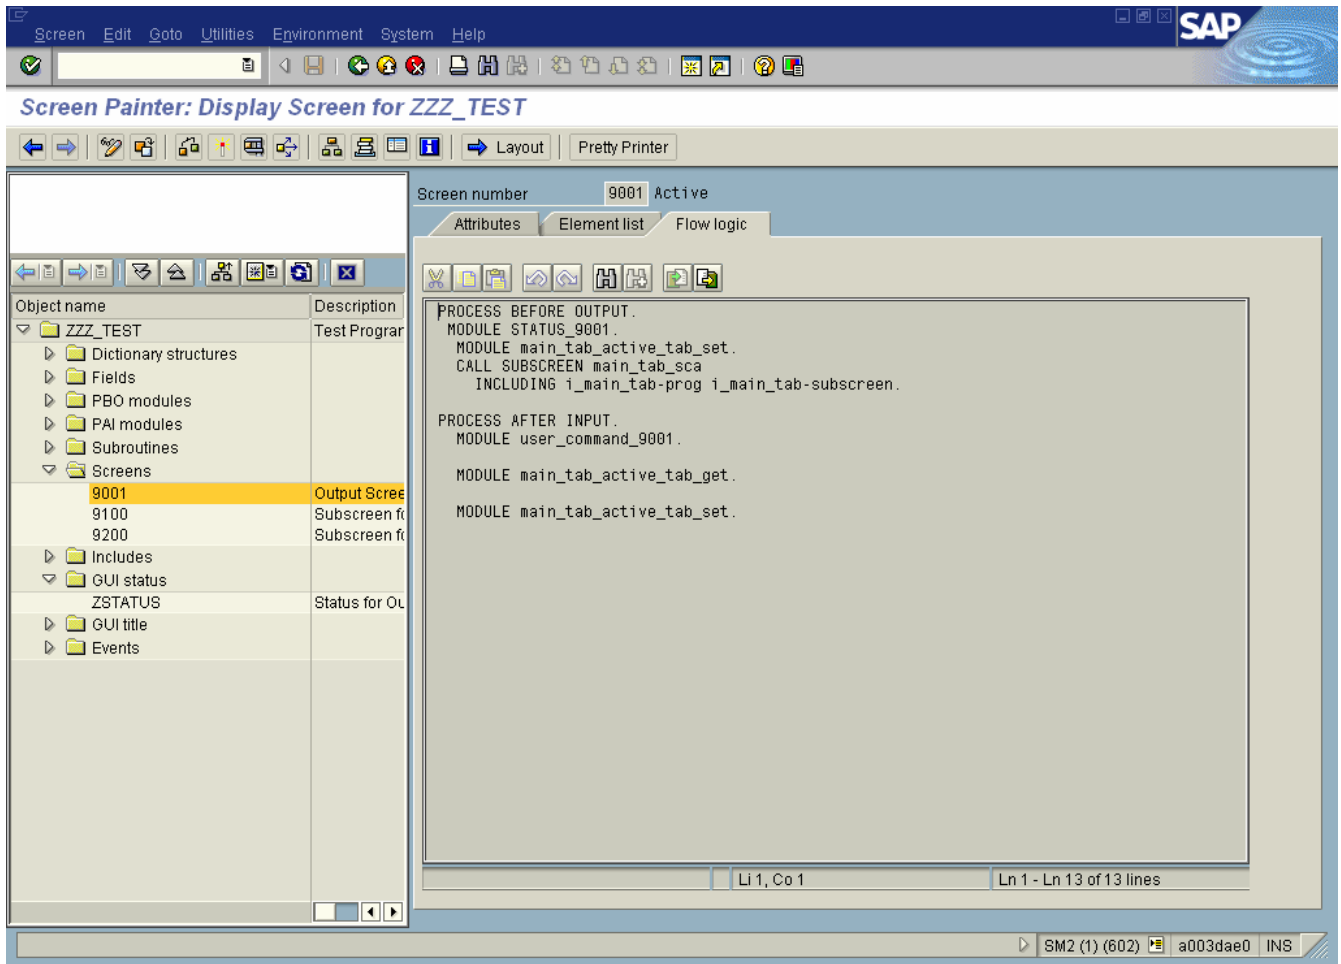 Screen Edit Goto Utilities Environment System Help
SAP
Screen Painter: Display Screen for ZZZ_TEST
Layout Pretty Printer
Screen number 9001 Active
Attributes Element list Flow logic
Object name Description
ZZZ_TEST Test Prograr
Dictionary structures
Fields
PBO modules
PAI modules
Subroutines
Screens
9001 Output Scree
9100 Subscreen fo
9200 Subscreen fo
Includes
GUI status
ZSTATUS Status for Ou
GUI title
Events
PROCESS BEFORE OUTPUT.
MODULE STATUS_9001.
MODULE main_tab_active_tab_set.
CALL SUBSCREEN main_tab_sca
INCLUDING i_main_tab-prog i_main_tab-subscreen.
PROCESS AFTER INPUT.
MODULE user_command_9001.
MODULE main_tab_active_tab_get.
MODULE main_tab_active_tab_set.
Li 1, Co 1 Ln 1 - Ln 13 of 13 lines
SM2 (1) (602) a003dae0 INS